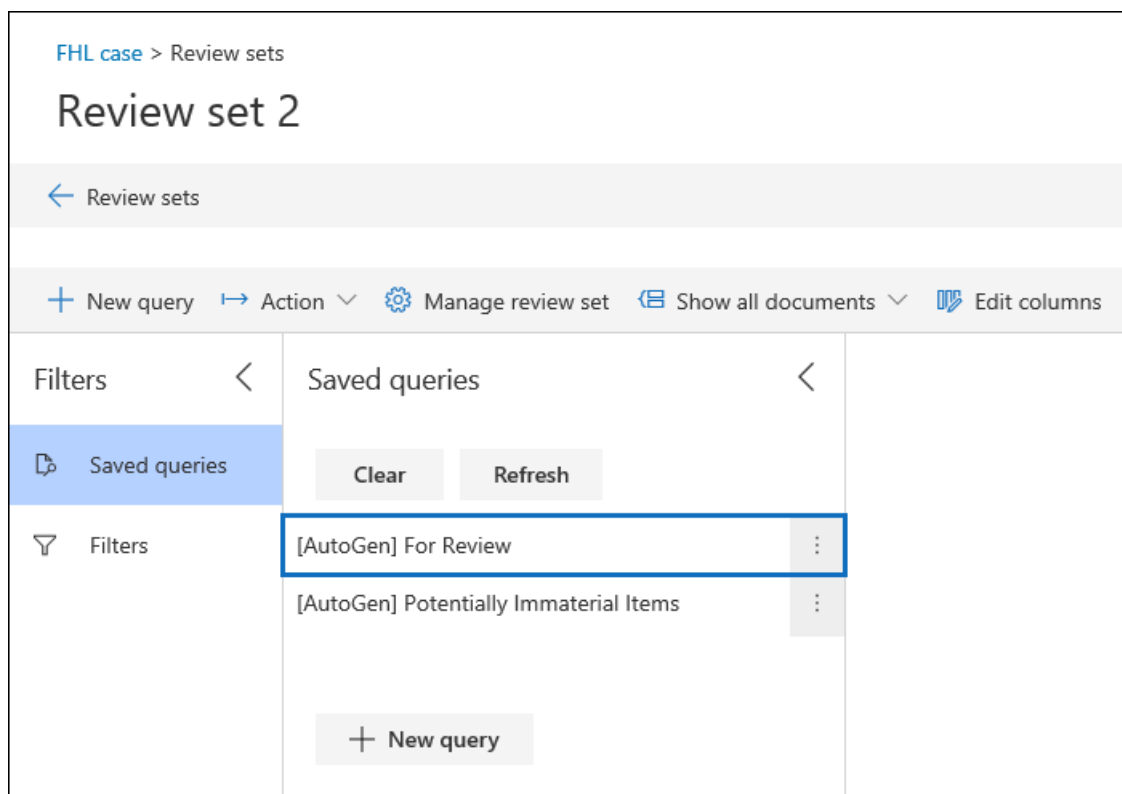 FHL case > Review sets
Review set 2
Review sets
New query Action Manage review set Show all documents Edit columns
Filters
Saved queries
Filters
Saved queries
Clear Refresh
[AutoGen] For Review
[AutoGen] Potentially Immaterial Items
New query